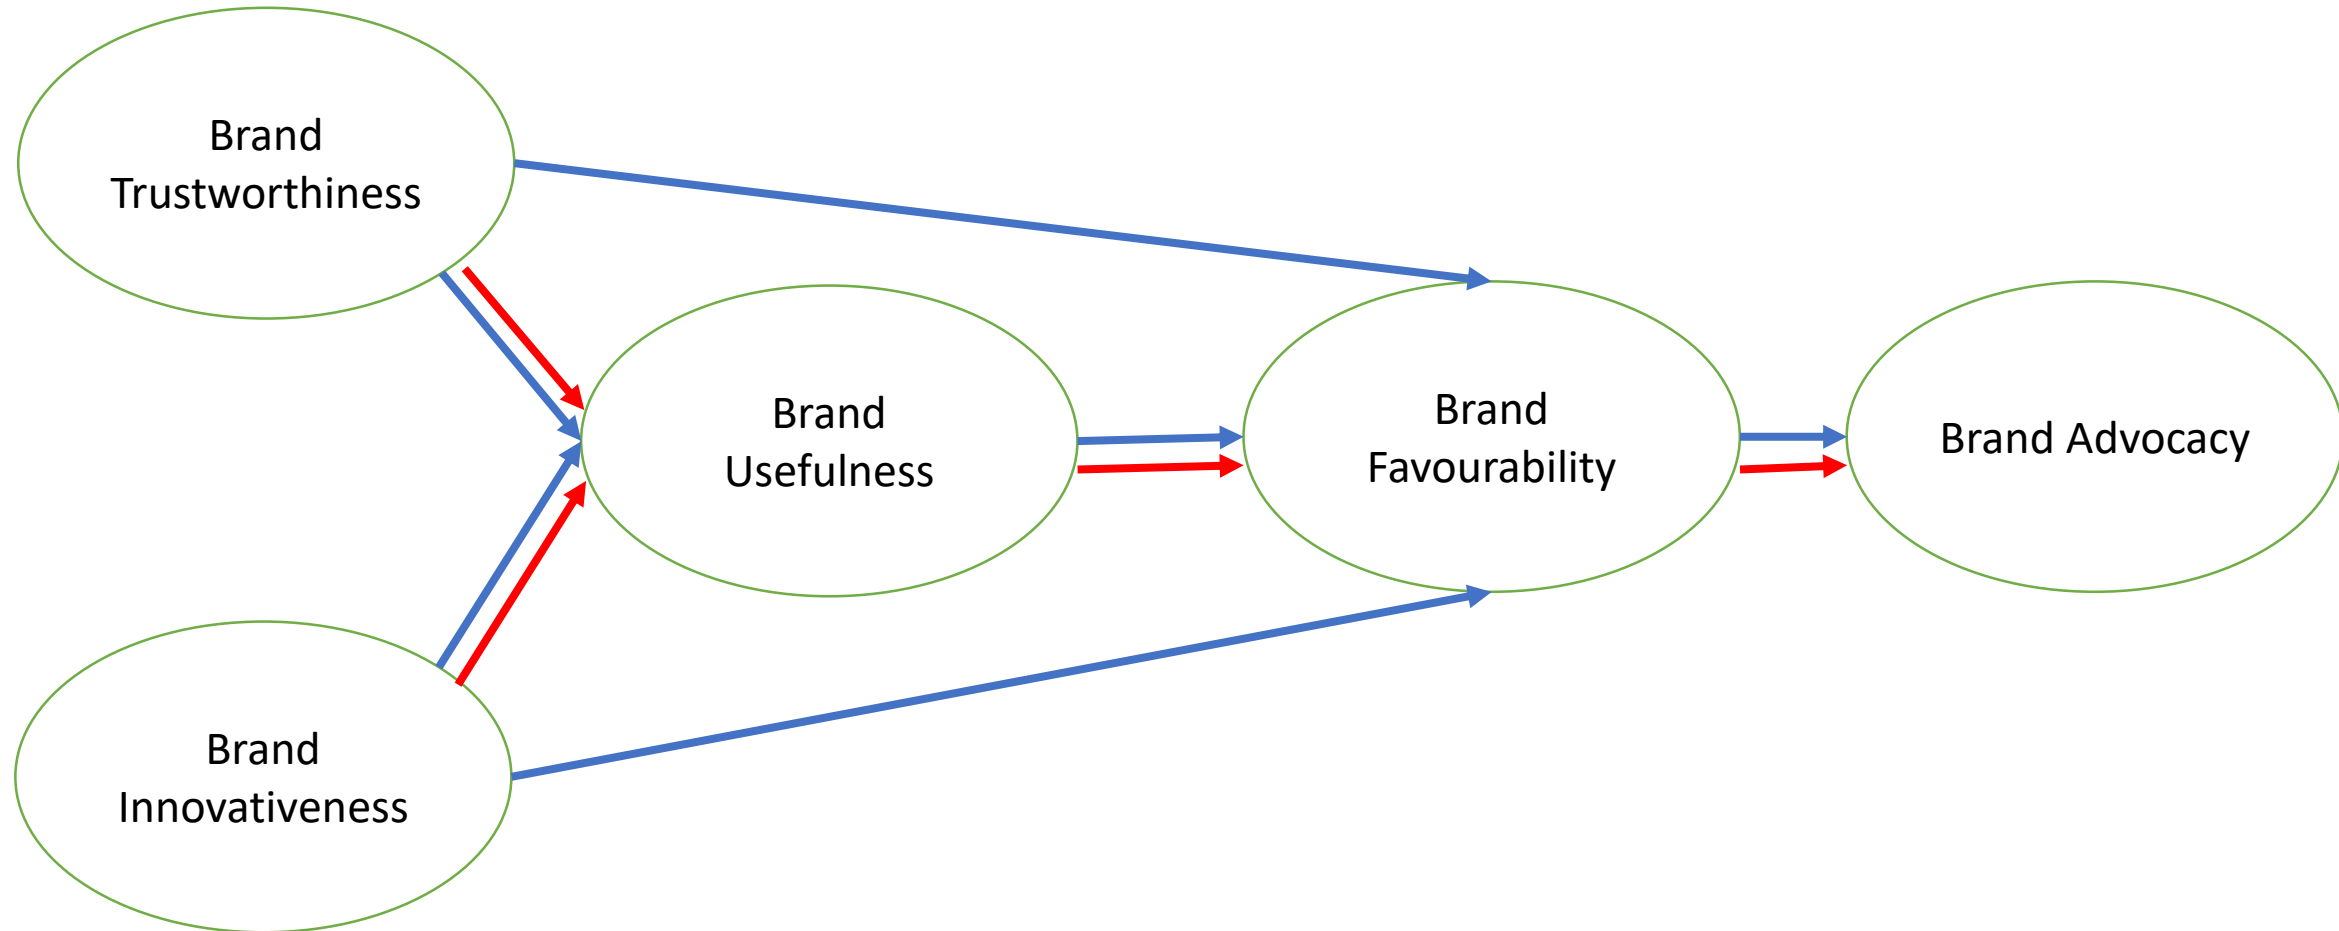 Brand
Trustworthiness
Brand
Usefulness
Brand
Favourability
Brand Advocacy
Brand
Innovativeness